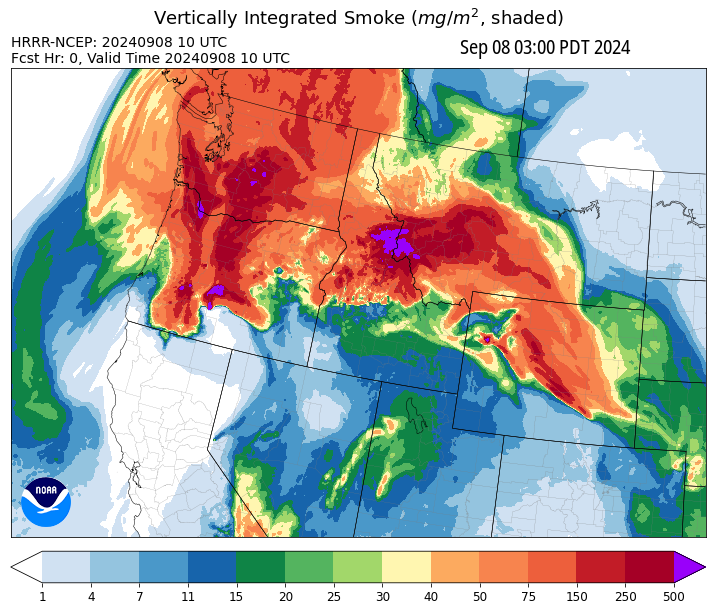 Vertically Integrated Smoke (mg/m², shaded)
HRRR-NCEP: 20240908 10 UTC
Sep 08 03:00 PDT 2024
Fcst Hr: 0, Valid Time 20240908 10 UTC
NOAA
1 4 7 11 15 20 25 30 40 50 75 150 250 500